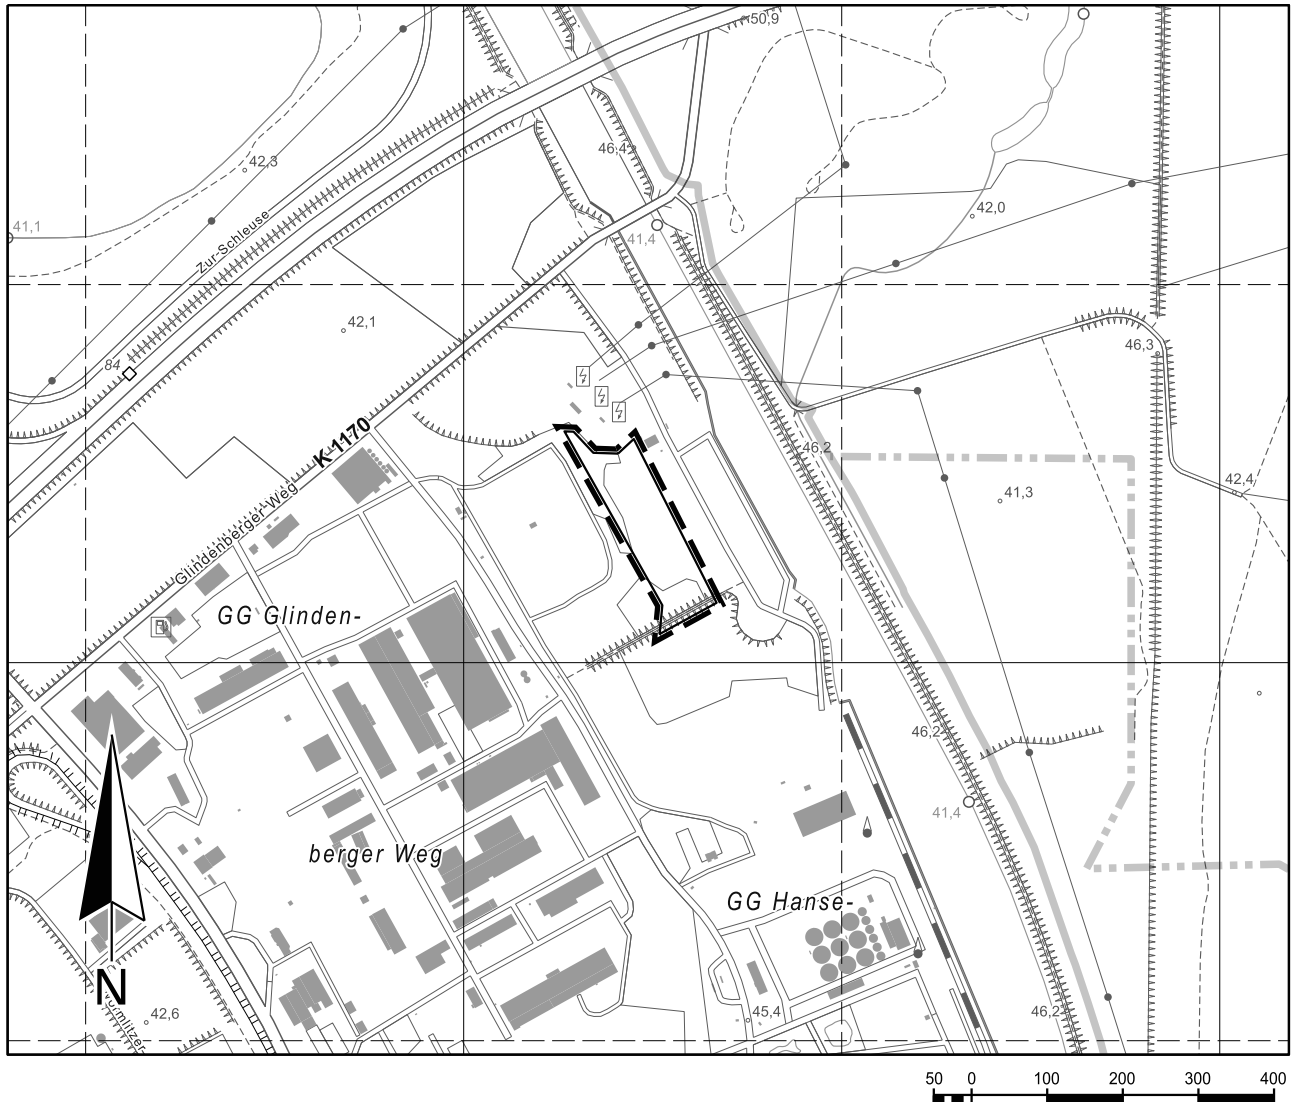 50,9
46,4
42,3
42,0
41,1
Zur-Schleuse
41,4
42,1
46,3
84
K 1170
46,2
42,4
Glindenberger-Weg
41,3
GG Glinden-
46,2
41,4
berger Weg
GG Hanse-
N
42,6
45,4
46,2
50 0 100 200 300 400